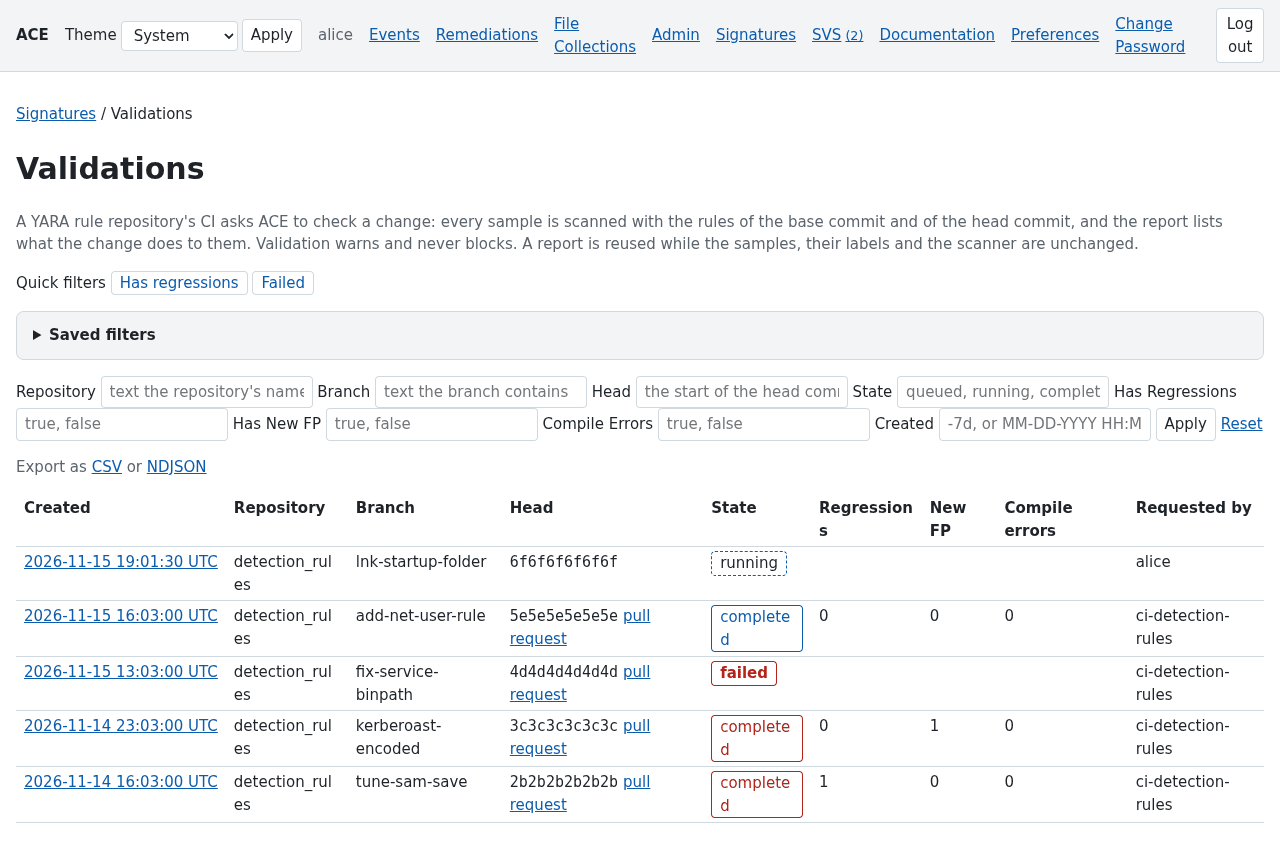 ACE Theme System Apply alice Events Remediations File Collections Admin Signatures SVS (2) Documentation Preferences Change Password Log out
Signatures / Validations
Validations
A YARA rule repository's CI asks ACE to check a change: every sample is scanned with the rules of the base commit and of the head commit, and the report lists
what the change does to them. Validation warns and never blocks. A report is reused while the samples, their labels and the scanner are unchanged.
Quick filters Has regressions Failed
Saved filters
Repository text the repository's name Branch text the branch contains Head the start of the head comm State queued, running, complet Has Regressions
true, false Has New FP true, false Compile Errors true, false Created -7d, or MM-DD-YYYY HH:M Apply Reset
Export as CSV or NDJSON
Created Repository Branch Head State Regressions New FP Compile errors Requested by
2026-11-15 19:01:30 UTC detection_rules lnk-startup-folder 6f6f6f6f6f6f running alice
2026-11-15 16:03:00 UTC detection_rules add-net-user-rule 5e5e5e5e5e5e pull request completed 0 0 0 ci-detection-rules
2026-11-15 13:03:00 UTC detection_rules fix-service-binpath 4d4d4d4d4d4d pull request failed ci-detection-rules
2026-11-14 23:03:00 UTC detection_rules kerberoast-encoded 3c3c3c3c3c3c pull request completed 0 1 0 ci-detection-rules
2026-11-14 16:03:00 UTC detection_rules tune-sam-save 2b2b2b2b2b2b pull request completed 1 0 0 ci-detection-rules